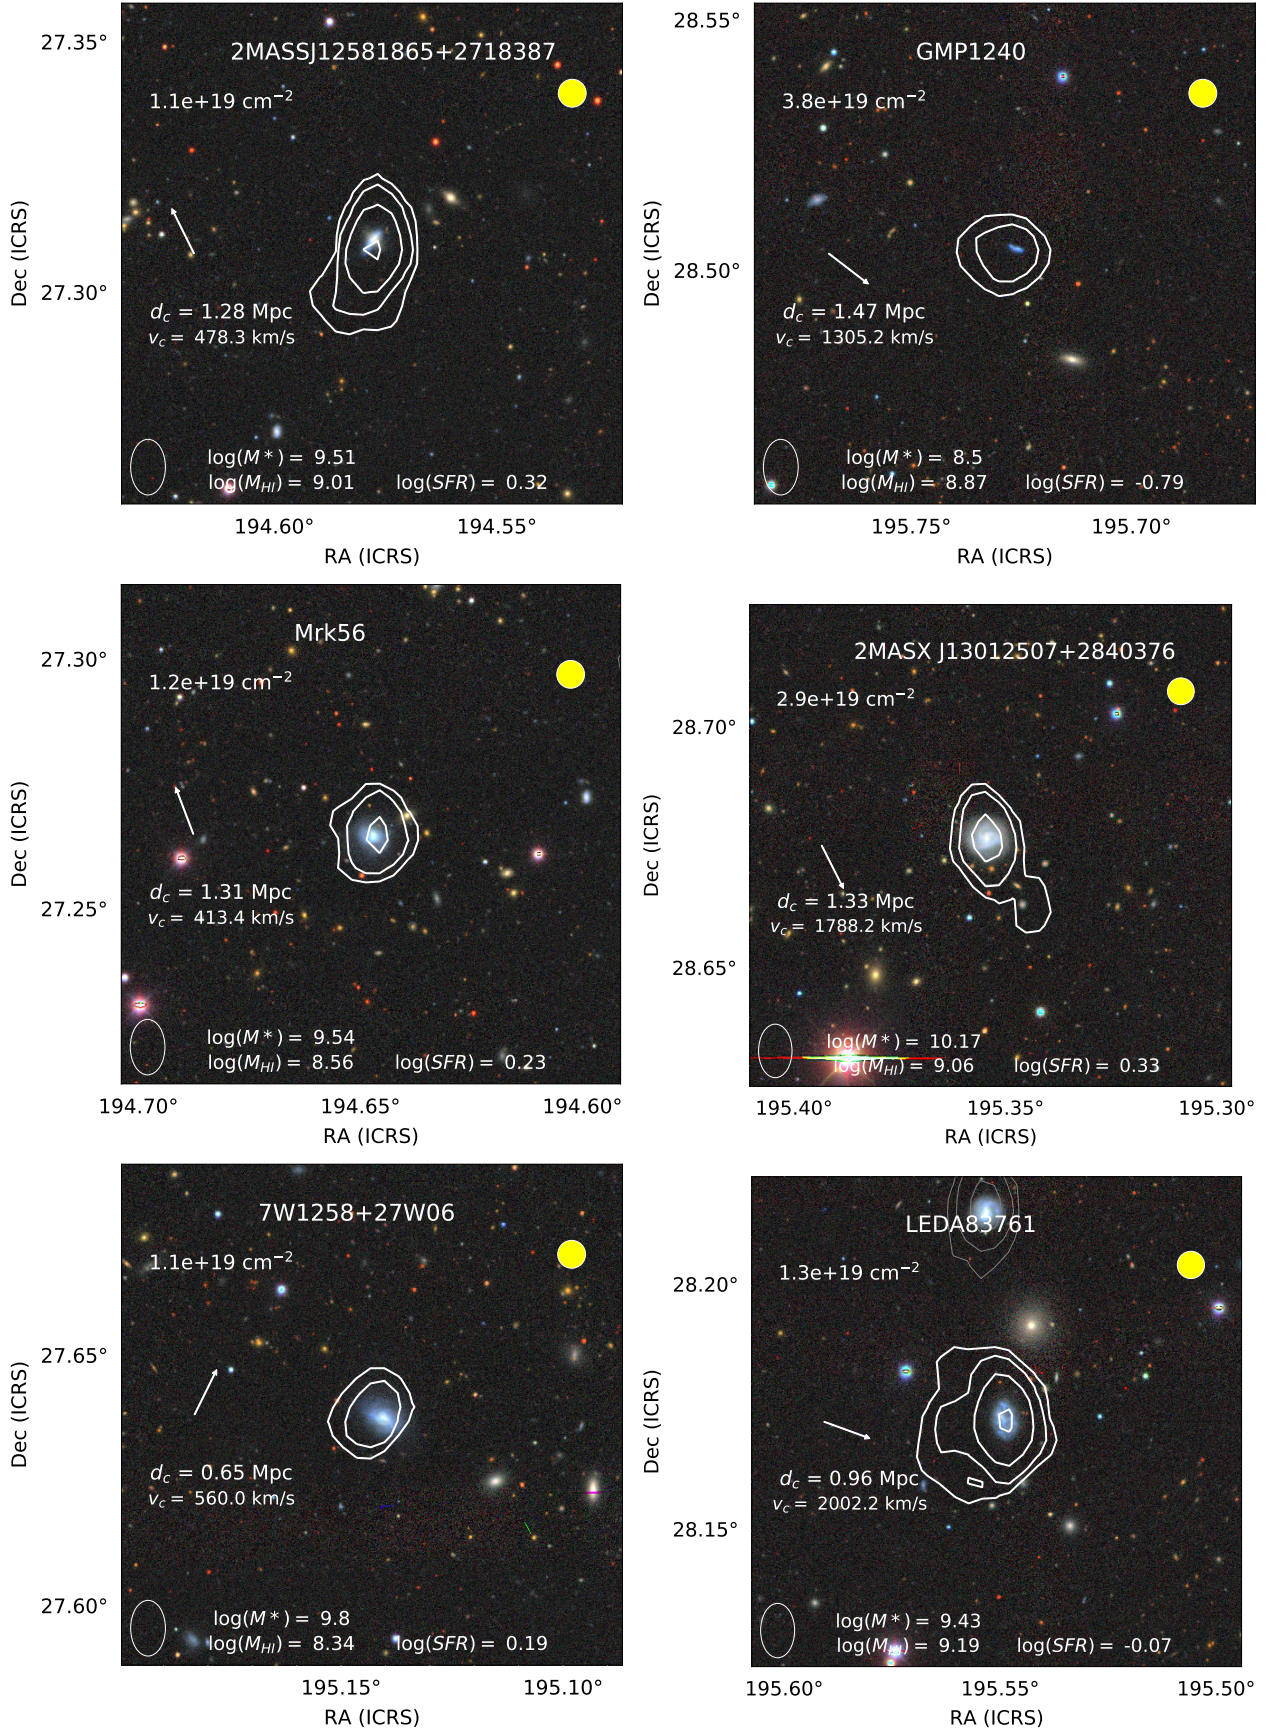 2MASSJ12581865+2718387
1.1e+19 cm⁻²
27.35°
27.30°
Dec (ICRS)
d_c = 1.28 Mpc
v_c = 478.3 km/s
log(M*) = 9.51
log(M_HI) = 9.01 log(SFR) = 0.32
194.60° 194.55°
RA (ICRS)
GMP1240
3.8e+19 cm⁻²
28.55°
28.50°
Dec (ICRS)
d_c = 1.47 Mpc
v_c = 1305.2 km/s
log(M*) = 8.5
log(M_HI) = 8.87 log(SFR) = -0.79
195.75° 195.70°
RA (ICRS)
Mrk56
1.2e+19 cm⁻²
27.30°
27.25°
Dec (ICRS)
d_c = 1.31 Mpc
v_c = 413.4 km/s
log(M*) = 9.54
log(M_HI) = 8.56 log(SFR) = 0.23
194.70° 194.65° 194.60°
RA (ICRS)
2MASX J13012507+2840376
2.9e+19 cm⁻²
28.70°
28.65°
Dec (ICRS)
d_c = 1.33 Mpc
v_c = 1788.2 km/s
log(M*) = 10.17
log(M_HI) = 9.06 log(SFR) = 0.33
195.40° 195.35° 195.30°
RA (ICRS)
7W1258+27W06
1.1e+19 cm⁻²
27.65°
27.60°
Dec (ICRS)
d_c = 0.65 Mpc
v_c = 560.0 km/s
log(M*) = 9.8
log(M_HI) = 8.34 log(SFR) = 0.19
195.15° 195.10°
RA (ICRS)
LEDA83761
1.3e+19 cm⁻²
28.20°
28.15°
Dec (ICRS)
d_c = 0.96 Mpc
v_c = 2002.2 km/s
log(M*) = 9.43
log(M_HI) = 9.19 log(SFR) = -0.07
195.60° 195.55° 195.50°
RA (ICRS)